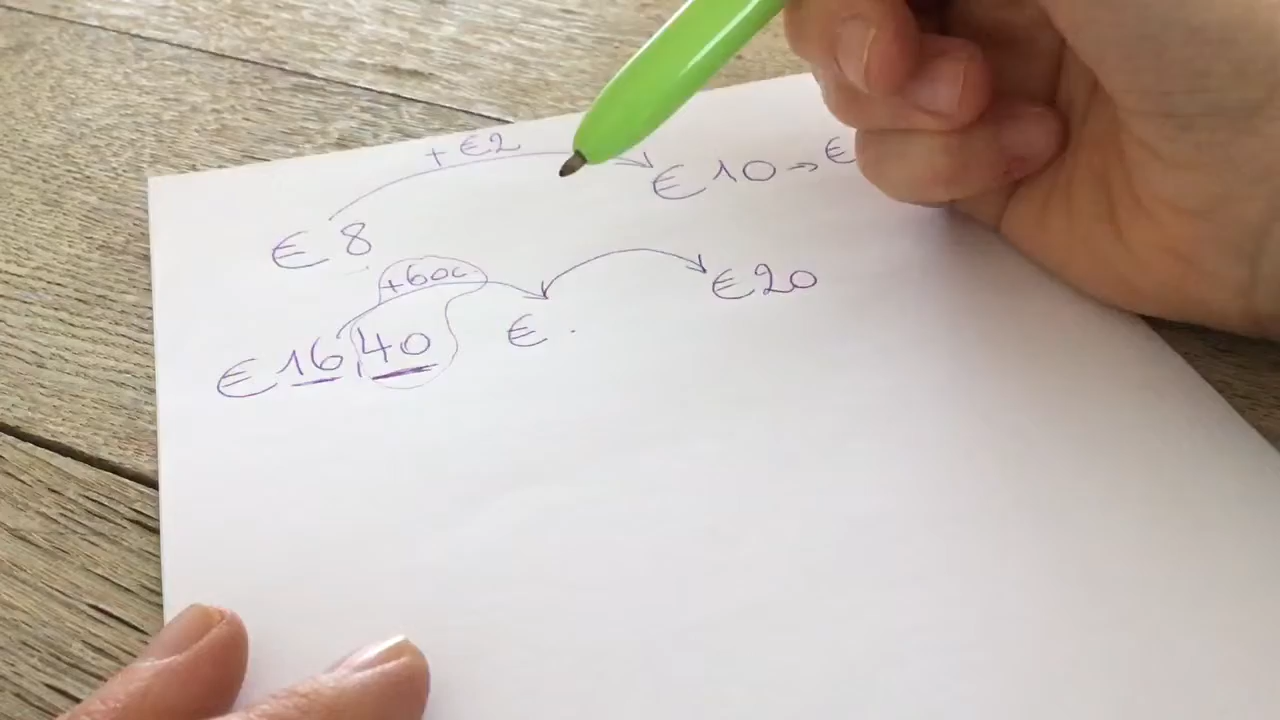 + €2
€ 8 € 10 → €
+60c
€ 16,40 € . € 20